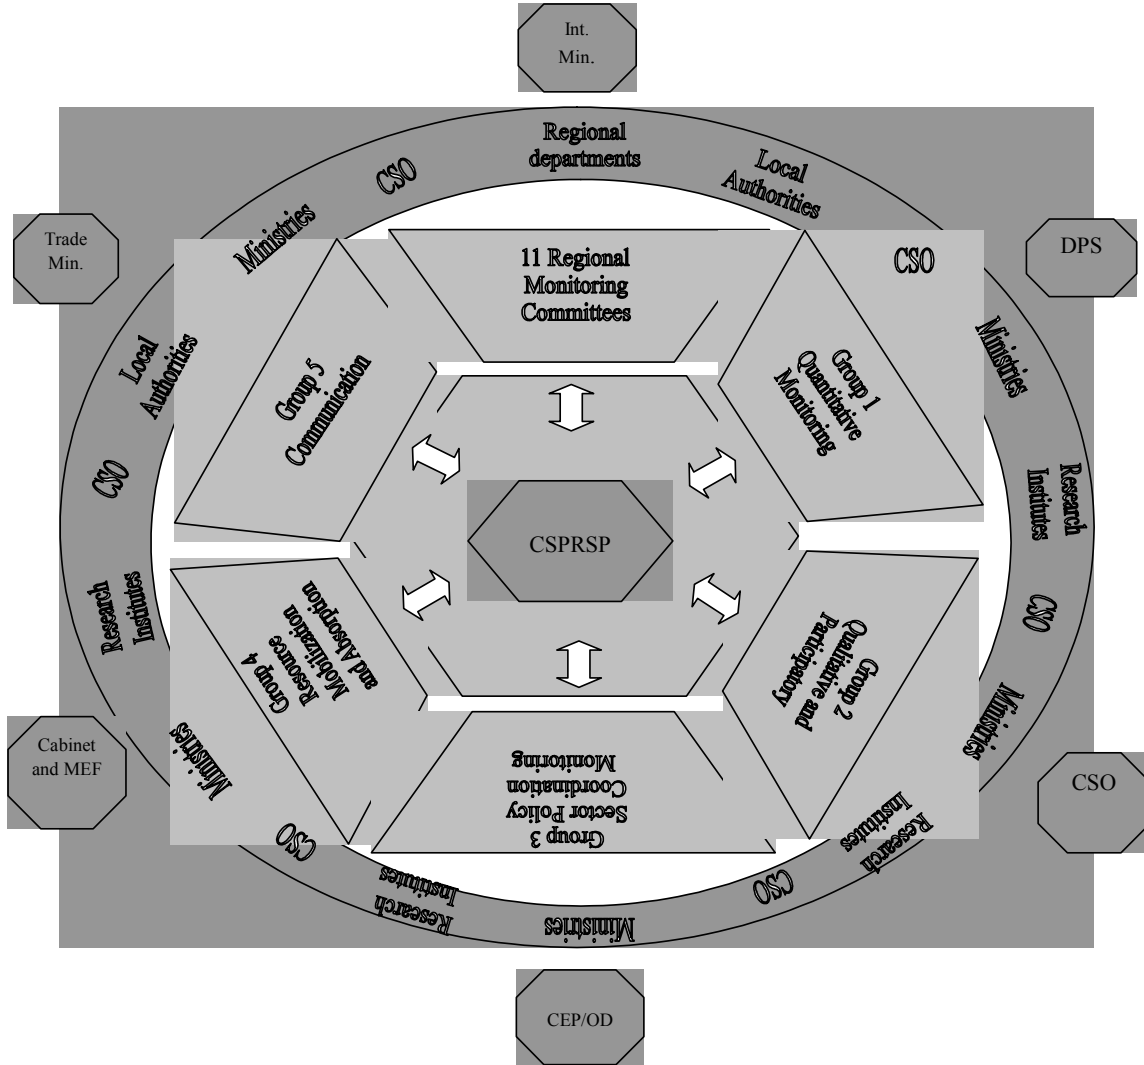 Int.
Min.
Regional
departments
CSO
Local
Authorities
Ministries
Trade
Min.
DPS
11 Regional
Monitoring
Committees
CSO
Ministries
Local
Authorities
Group 5
Communication
Group 1
Quantitative
Monitoring
CSO
Research
Institutes
CSPRSP
Research
Institutes
CSO
Group 4
Resource
Mobilization
and Absorption
Group 2
Qualitative and
Participatory
Ministries
Ministries
Cabinet
and MEF
CSO
Group 3
Sector Policy
Coordination
Monitoring
CSO
Research
Institutes
Research
Institutes
CSO
Ministries
CEP/OD